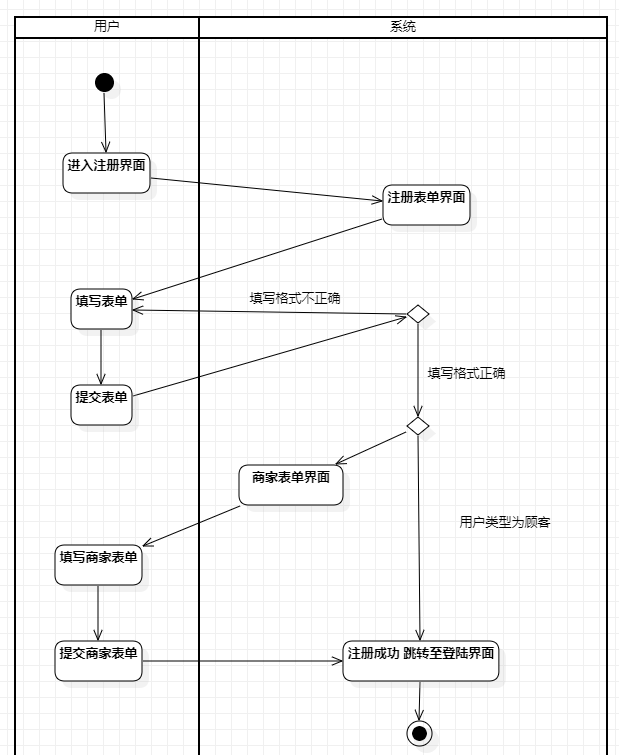 用户
系统
进入注册界面
注册表单界面
填写表单
填写格式不正确
填写格式正确
提交表单
商家表单界面
用户类型为顾客
填写商家表单
提交商家表单
注册成功 跳转至登陆界面